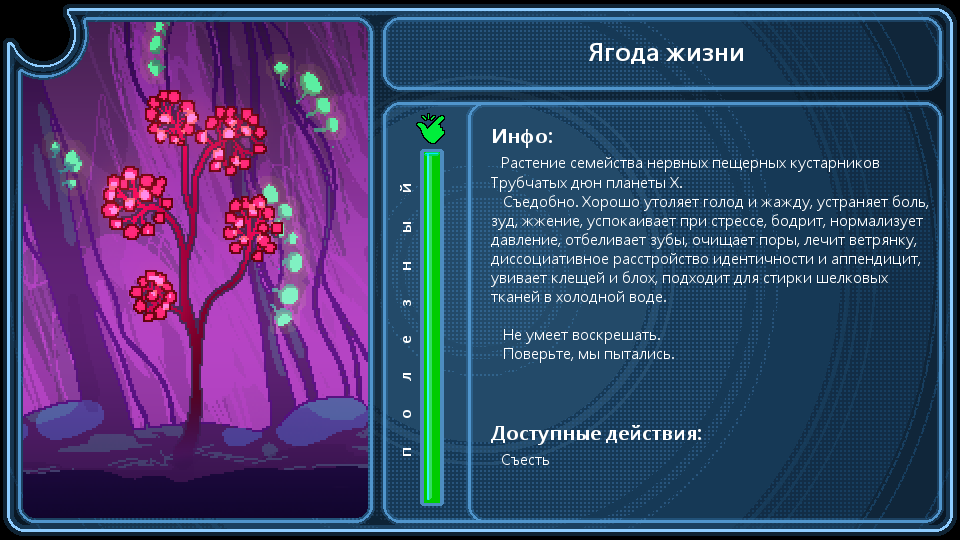 Ягода жизни
Полезный
Инфо:
Растение семейства нервных пещерных кустарников
Трубчатых дюн планеты X.
Съедобно. Хорошо утоляет голод и жажду, устраняет боль,
зуд, жжение, успокаивает при стрессе, бодрит, нормализует
давление, отбеливает зубы, очищает поры, лечит ветрянку,
диссоциативное расстройство идентичности и аппендицит,
увивает клещей и блох, подходит для стирки шелковых
тканей в холодной воде.
Не умеет воскрешать.
Поверьте, мы пытались.
Доступные действия:
Съесть